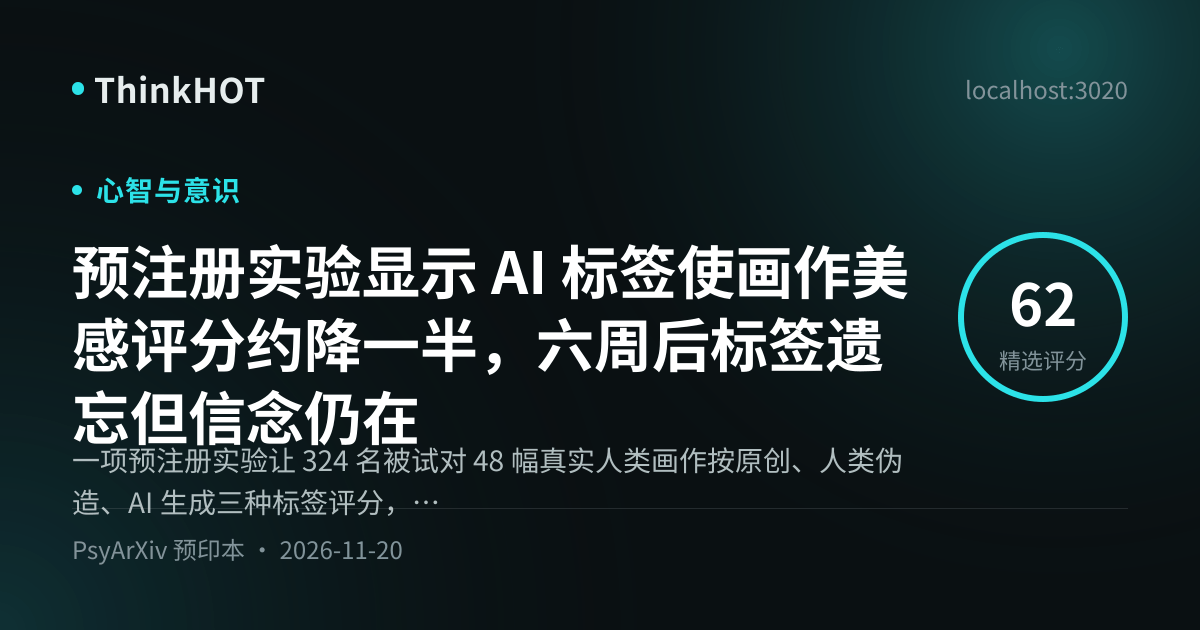 ThinkHOT
localhost:3020
心智与意识
预注册实验显示 AI 标签使画作美
感评分约降一半，六周后标签遗
忘但信念仍在
62
精选评分
一项预注册实验让 324 名被试对 48 幅真实人类画作按原创、人类伪
造、AI 生成三种标签评分，…
PsyArXiv 预印本 · 2026-11-20